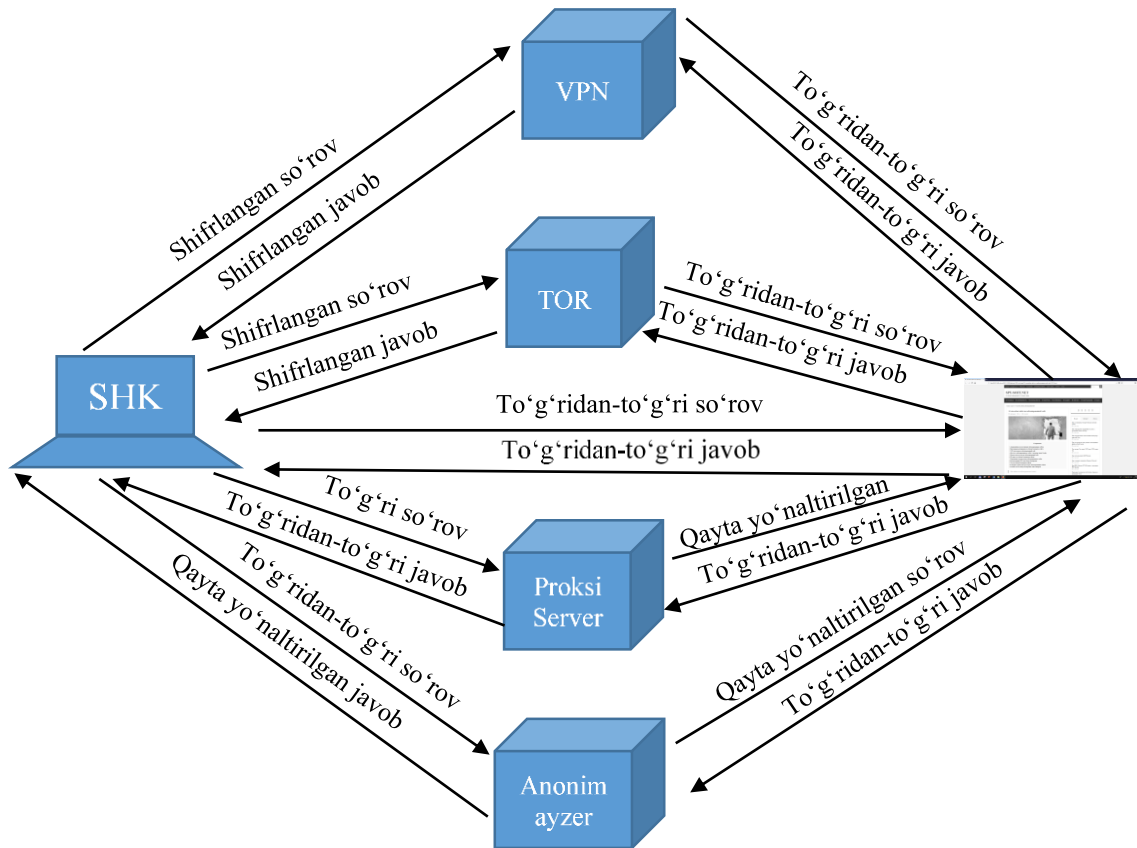 VPN
Shifrlangan so‘rov
Shifrlangan javob
To‘g‘ridan-to‘g‘ri so‘rov
To‘g‘ridan-to‘g‘ri javob
TOR
Shifrlangan so‘rov
Shifrlangan javob
To‘g‘ridan-to‘g‘ri so‘rov
To‘g‘ridan-to‘g‘ri javob
SHK
To‘g‘ridan-to‘g‘ri so‘rov
To‘g‘ridan-to‘g‘ri javob
To‘g‘ri so‘rov
To‘g‘ridan-to‘g‘ri javob
Qayta yo‘naltirilgan
To‘g‘ridan-to‘g‘ri javob
Proksi
Server
To‘g‘ridan-to‘g‘ri so‘rov
Qayta yo‘naltirilgan javob
Qayta yo‘naltirilgan so‘rov
To‘g‘ridan-to‘g‘ri javob
Anonim
ayzer